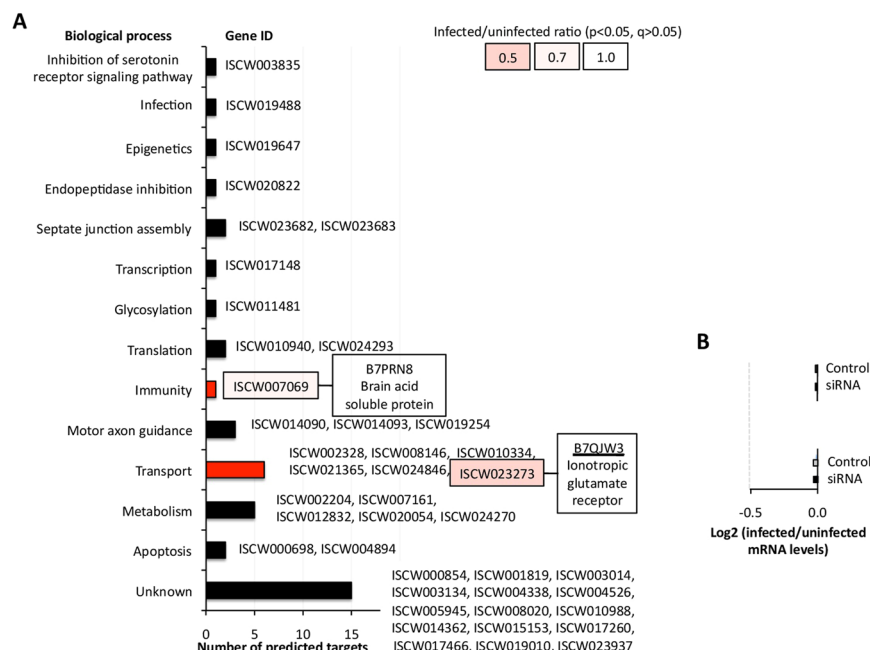 A
Biological process
Gene ID
Infected/uninfected ratio (p<0.05, q>0.05)
0.5
0.7
1.0
Inhibition of serotonin
receptor signaling pathway
ISCW003835
Infection
ISCW019488
Epigenetics
ISCW019647
Endopeptidase inhibition
ISCW020822
Septate junction assembly
ISCW023682, ISCW023683
Transcription
ISCW017148
Glycosylation
ISCW011481
Translation
ISCW010940, ISCW024293
Immunity
ISCW007069
B7PRN8
Brain acid
soluble protein
Motor axon guidance
ISCW014090, ISCW014093, ISCW019254
Transport
ISCW002328, ISCW008146, ISCW010334,
ISCW021365, ISCW024846,
ISCW023273
B7QJW3
Ionotropic
glutamate
receptor
Metabolism
ISCW002204, ISCW007161,
ISCW012832, ISCW020054, ISCW024270
Apoptosis
ISCW000698, ISCW004894
Unknown
ISCW000854, ISCW001819, ISCW003014,
ISCW003134, ISCW004338, ISCW004526,
ISCW005945, ISCW008020, ISCW010988,
ISCW014362, ISCW015153, ISCW017260,
ISCW017466, ISCW019010, ISCW023937
0 5 10 15
Number of predicted targets
B
Control
siRNA
Control
siRNA
-0.5 0.0
Log2 (infected/uninfected
mRNA levels)